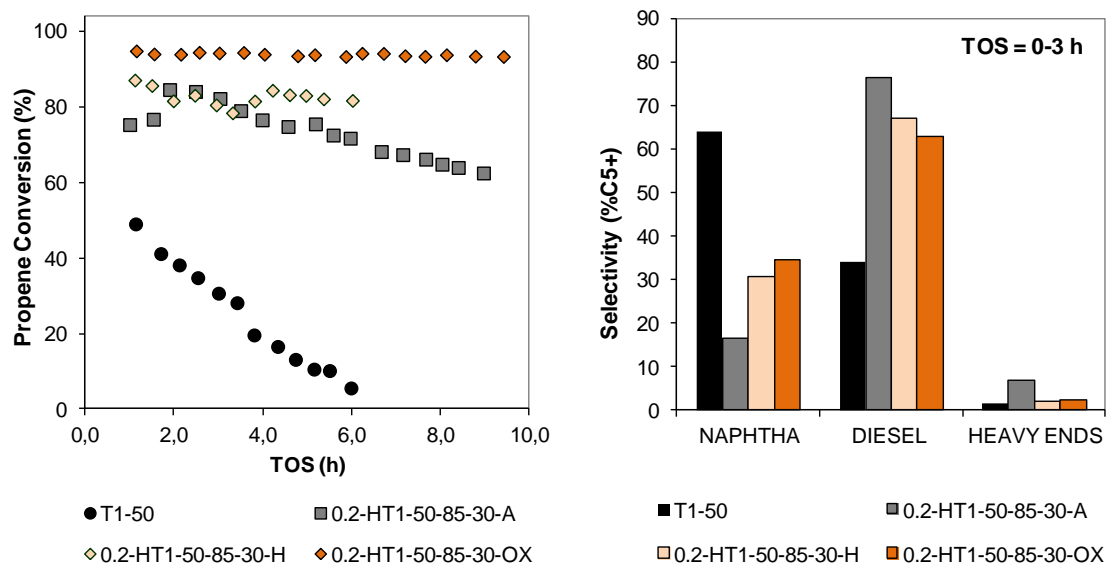 Propene Conversion (%)
100
80
60
40
20
0
0,0 2,0 4,0 6,0 8,0 10,0
TOS (h)
T1-50 0.2-HT1-50-85-30-A
0.2-HT1-50-85-30-H 0.2-HT1-50-85-30-OX
Selectivity (%C5+)
90
80
70
60
50
40
30
20
10
0
TOS = 0-3 h
NAPHTHA DIESEL HEAVY ENDS
T1-50 0.2-HT1-50-85-30-A
0.2-HT1-50-85-30-H 0.2-HT1-50-85-30-OX